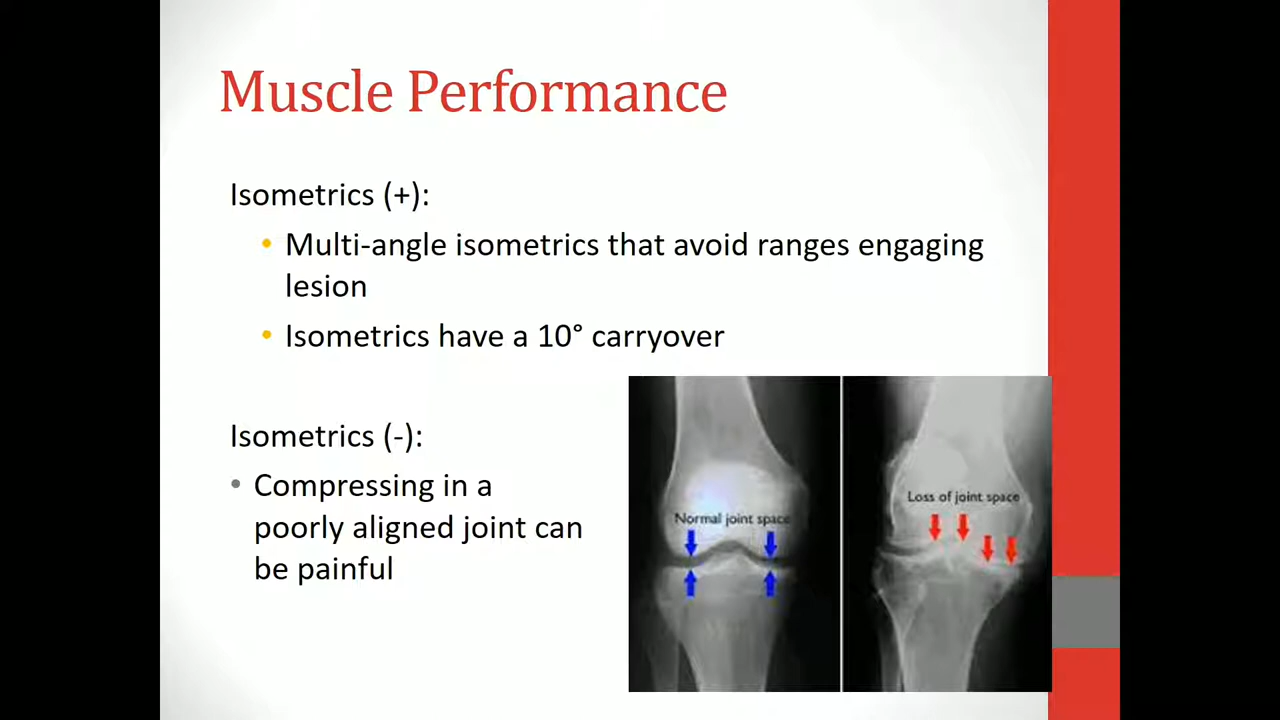 Muscle Performance
Isometrics (+):
• Multi-angle isometrics that avoid ranges engaging
lesion
• Isometrics have a 10° carryover
Isometrics (-):
• Compressing in a
poorly aligned joint can
be painful
Normal joint space
Loss of joint space